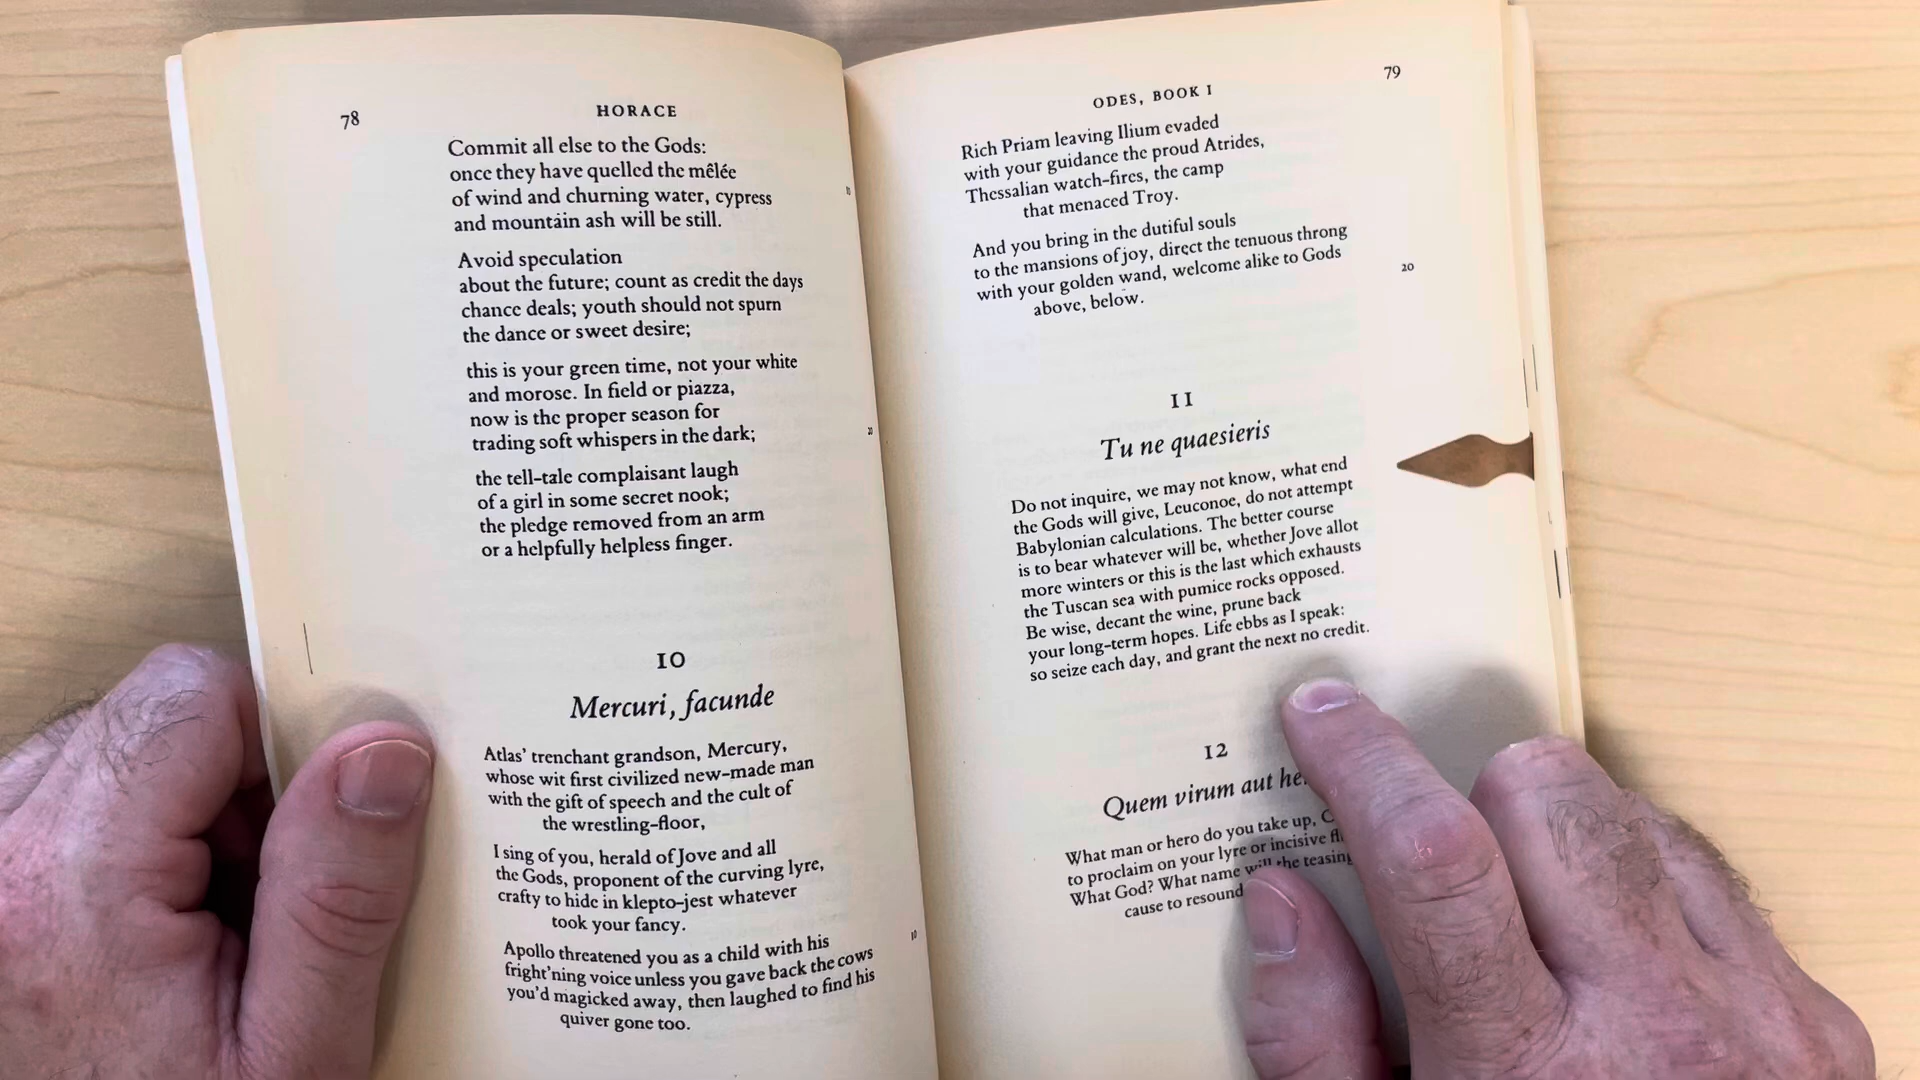 78
HORACE
Commit all else to the Gods:
once they have quelled the mêlée
of wind and churning water, cypress
10
and mountain ash will be still.
Avoid speculation
about the future; count as credit the days
chance deals; youth should not spurn
the dance or sweet desire;
this is your green time, not your white
and morose. In field or piazza,
now is the proper season for
20
trading soft whispers in the dark;
the tell-tale complaisant laugh
of a girl in some secret nook;
the pledge removed from an arm
or a helpfully helpless finger.
10
Mercuri, facunde
Atlas' trenchant grandson, Mercury,
whose wit first civilized new-made man
with the gift of speech and the cult of
the wrestling-floor,
I sing of you, herald of Jove and all
the Gods, proponent of the curving lyre,
crafty to hide in klepto-jest whatever
took your fancy.
Apollo threatened you as a child with his
10
fright'ning voice unless you gave back the cows
you'd magicked away, then laughed to find his
quiver gone too.
79
ODES, BOOK I
Rich Priam leaving Ilium evaded
with your guidance the proud Atrides,
Thessalian watch-fires, the camp
that menaced Troy.
And you bring in the dutiful souls
to the mansions of joy, direct the tenuous throng
with your golden wand, welcome alike to Gods
20
above, below.
11
Tu ne quaesieris
Do not inquire, we may not know, what end
the Gods will give, Leuconoe, do not attempt
Babylonian calculations. The better course
is to bear whatever will be, whether Jove allot
more winters or this is the last which exhausts
the Tuscan sea with pumice rocks opposed.
Be wise, decant the wine, prune back
your long-term hopes. Life ebbs as I speak:
so seize each day, and grant the next no credit.
12
Quem virum aut
What man or hero do you take up,
to proclaim on your lyre or incisive
What God? What name will the teasing
cause to resound